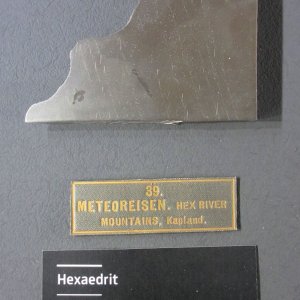 39.
METEOREISEN. HEX RIVER
MOUNTAINS, Kapland.
Hexaedrit